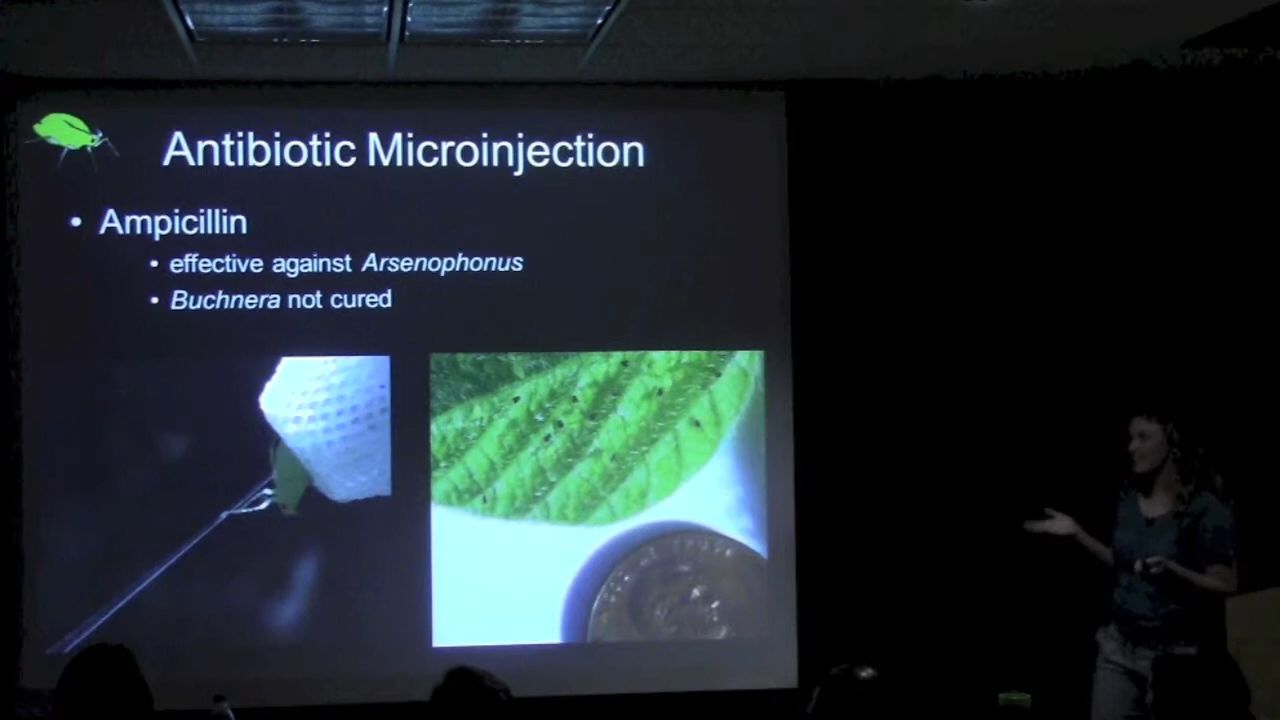 Antibiotic Microinjection
• Ampicillin
• effective against Arsenophonus
• Buchnera not cured